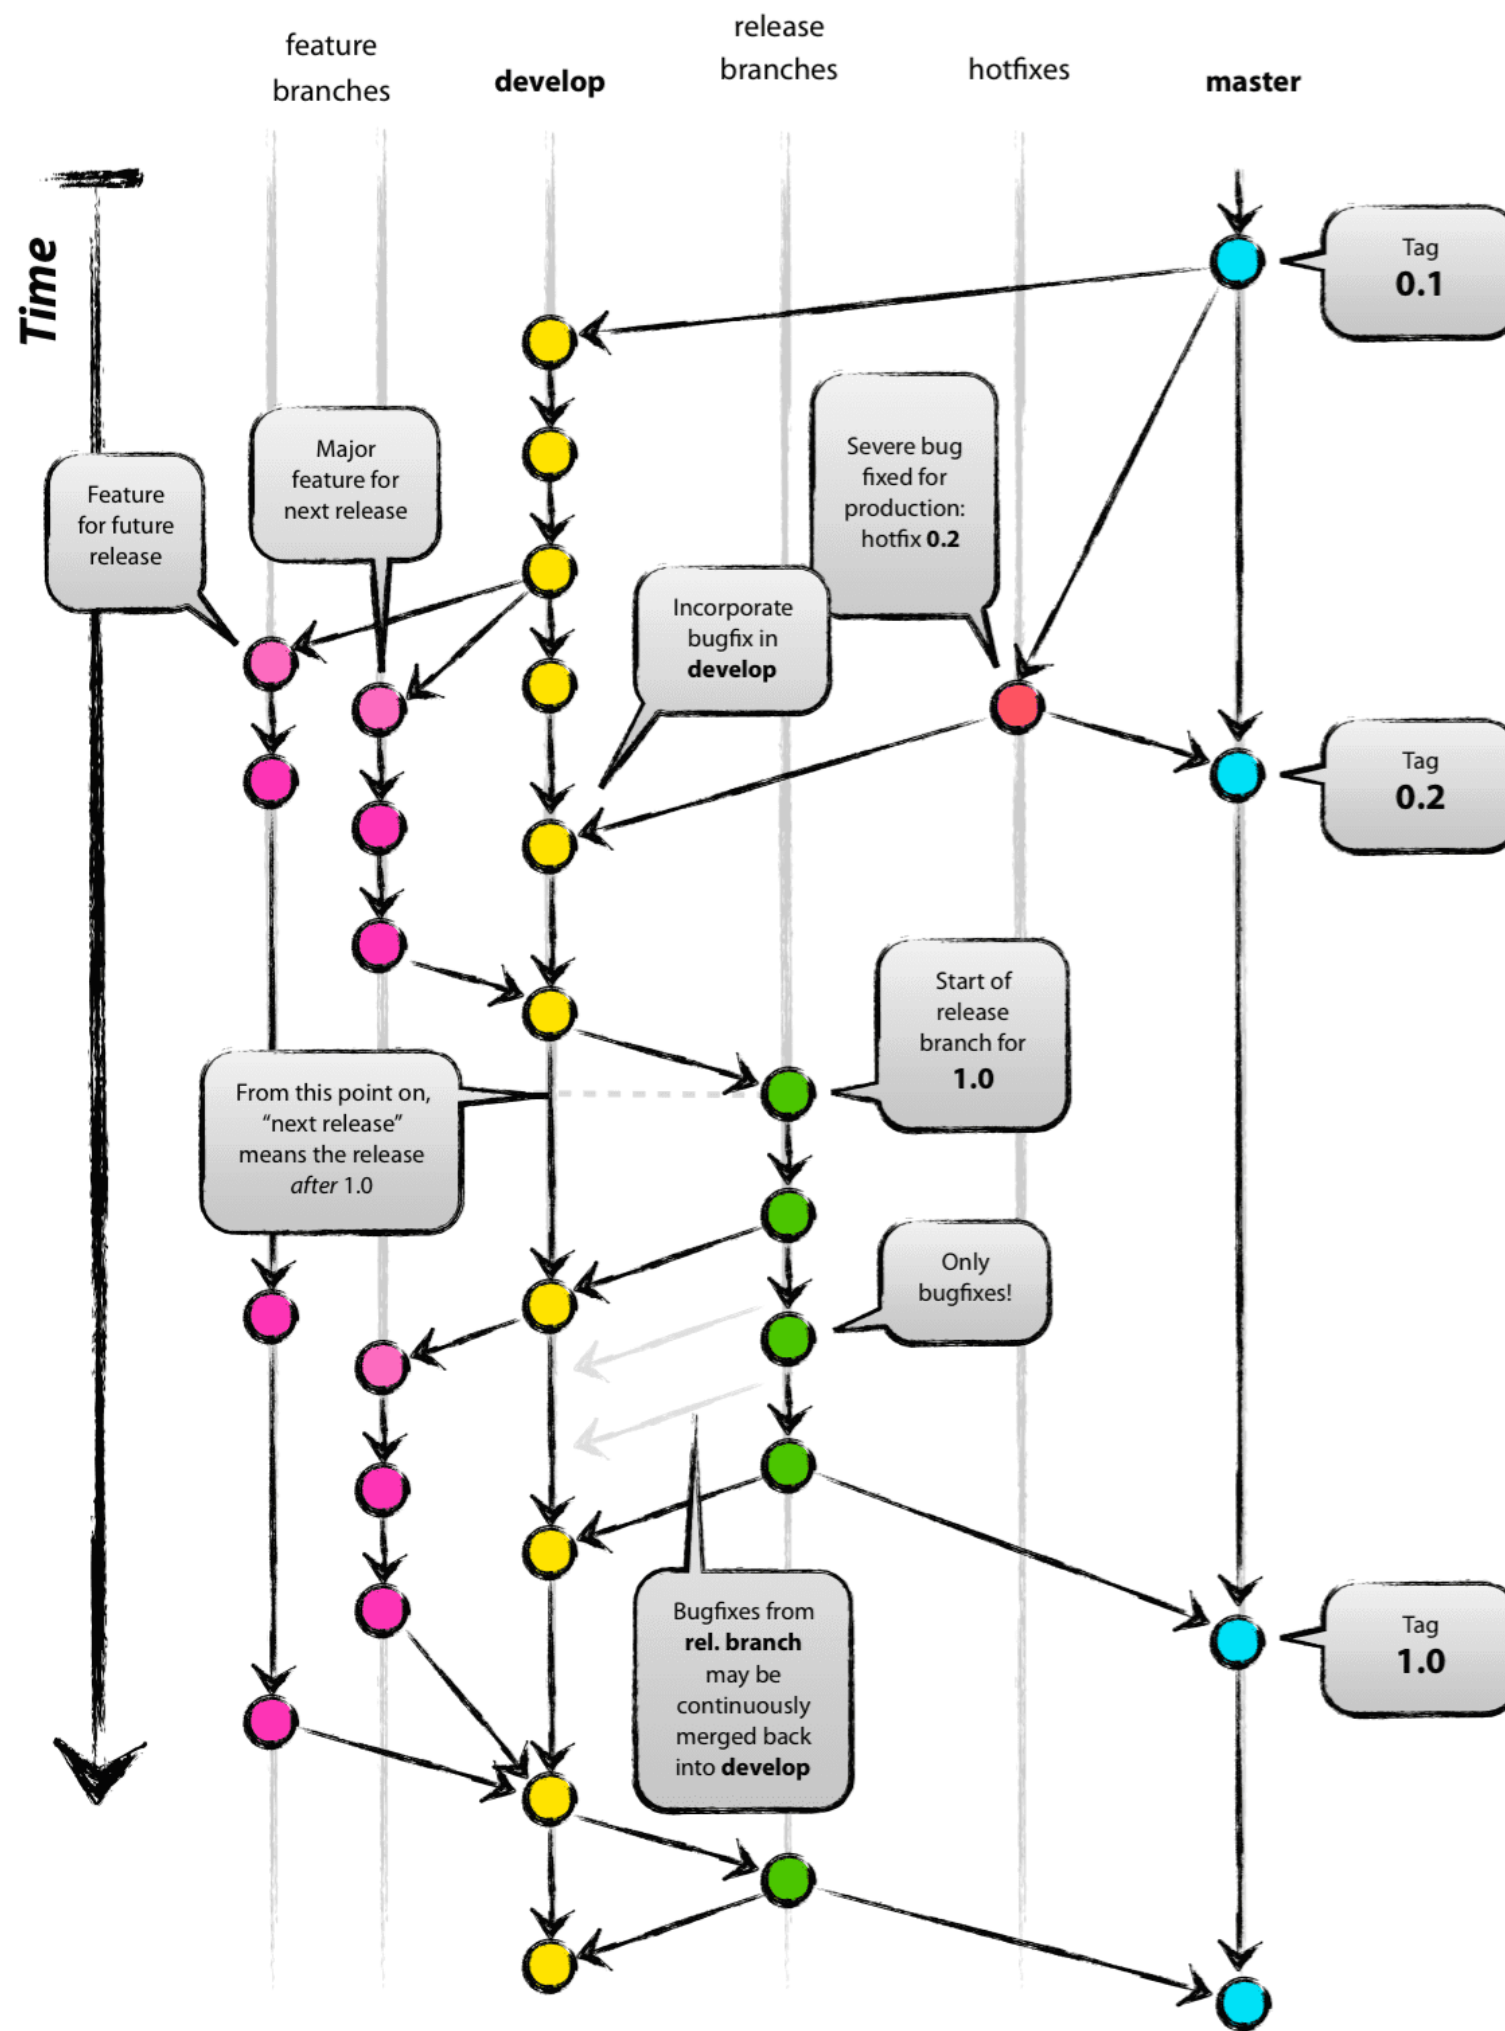 feature
branches
develop
release
branches
hotfixes
master
Time
Tag
0.1
Major
feature for
next release
Feature
for future
release
Severe bug
fixed for
production:
hotfix 0.2
Incorporate
bugfix in
develop
Tag
0.2
Start of
release
branch for
1.0
From this point on,
“next release”
means the release
after 1.0
Only
bugfixes!
Bugfixes from
rel. branch
may be
continuously
merged back
into develop
Tag
1.0